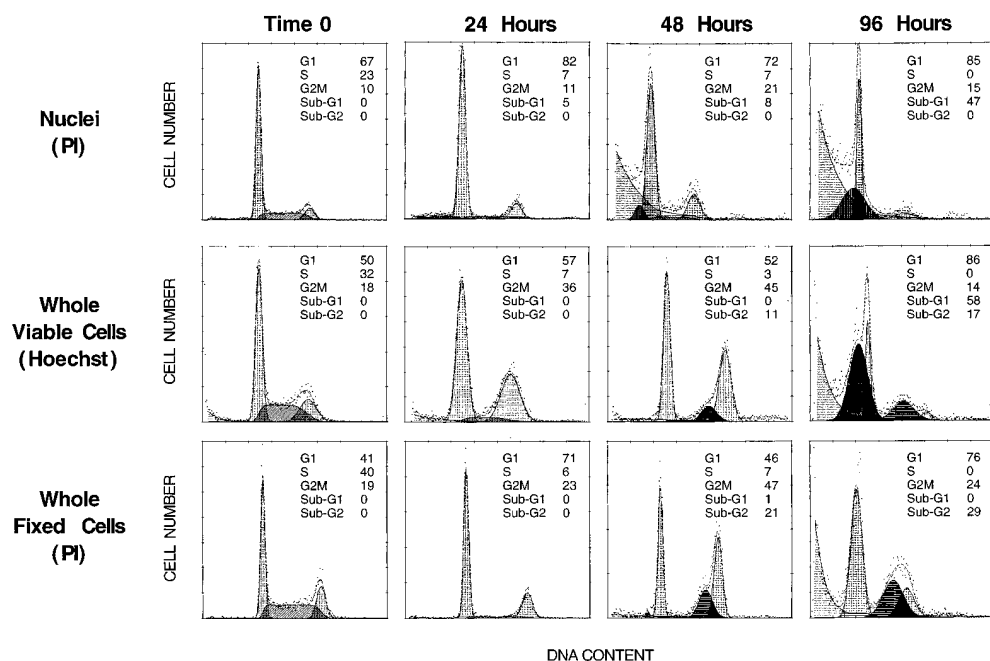 Time 0
24 Hours
48 Hours
96 Hours
Nuclei
(PI)
CELL NUMBER
G1 67
S 23
G2M 10
Sub-G1 0
Sub-G2 0
G1 82
S 7
G2M 11
Sub-G1 5
Sub-G2 0
G1 72
S 7
G2M 21
Sub-G1 8
Sub-G2 0
G1 85
S 0
G2M 15
Sub-G1 47
Sub-G2 0
Whole
Viable Cells
(Hoechst)
CELL NUMBER
G1 50
S 32
G2M 18
Sub-G1 0
Sub-G2 0
G1 57
S 7
G2M 36
Sub-G1 0
Sub-G2 0
G1 52
S 3
G2M 45
Sub-G1 0
Sub-G2 11
G1 86
S 0
G2M 14
Sub-G1 58
Sub-G2 17
Whole
Fixed Cells
(PI)
CELL NUMBER
G1 41
S 40
G2M 19
Sub-G1 0
Sub-G2 0
G1 71
S 6
G2M 23
Sub-G1 0
Sub-G2 0
G1 46
S 7
G2M 47
Sub-G1 1
Sub-G2 21
G1 76
S 0
G2M 24
Sub-G1 0
Sub-G2 29
DNA CONTENT